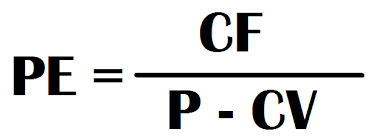 CF
PE =
P - CV